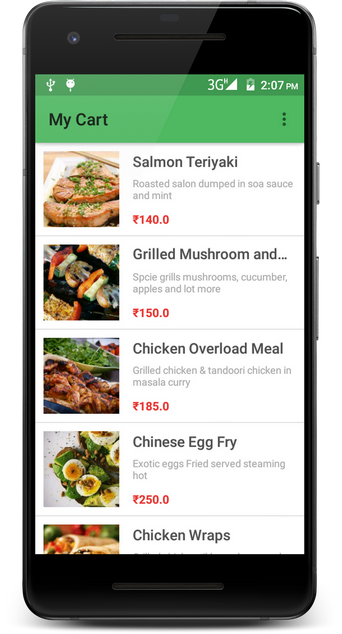 3G H 2:07 PM
My Cart
Salmon Teriyaki
Roasted salon dumped in soa sauce
and mint
₹140.0
Grilled Mushroom and...
Spcie grills mushrooms, cucumber,
apples and lot more
₹150.0
Chicken Overload Meal
Grilled chicken & tandoori chicken in
masala curry
₹185.0
Chinese Egg Fry
Exotic eggs Fried served steaming
hot
₹250.0
Chicken Wraps